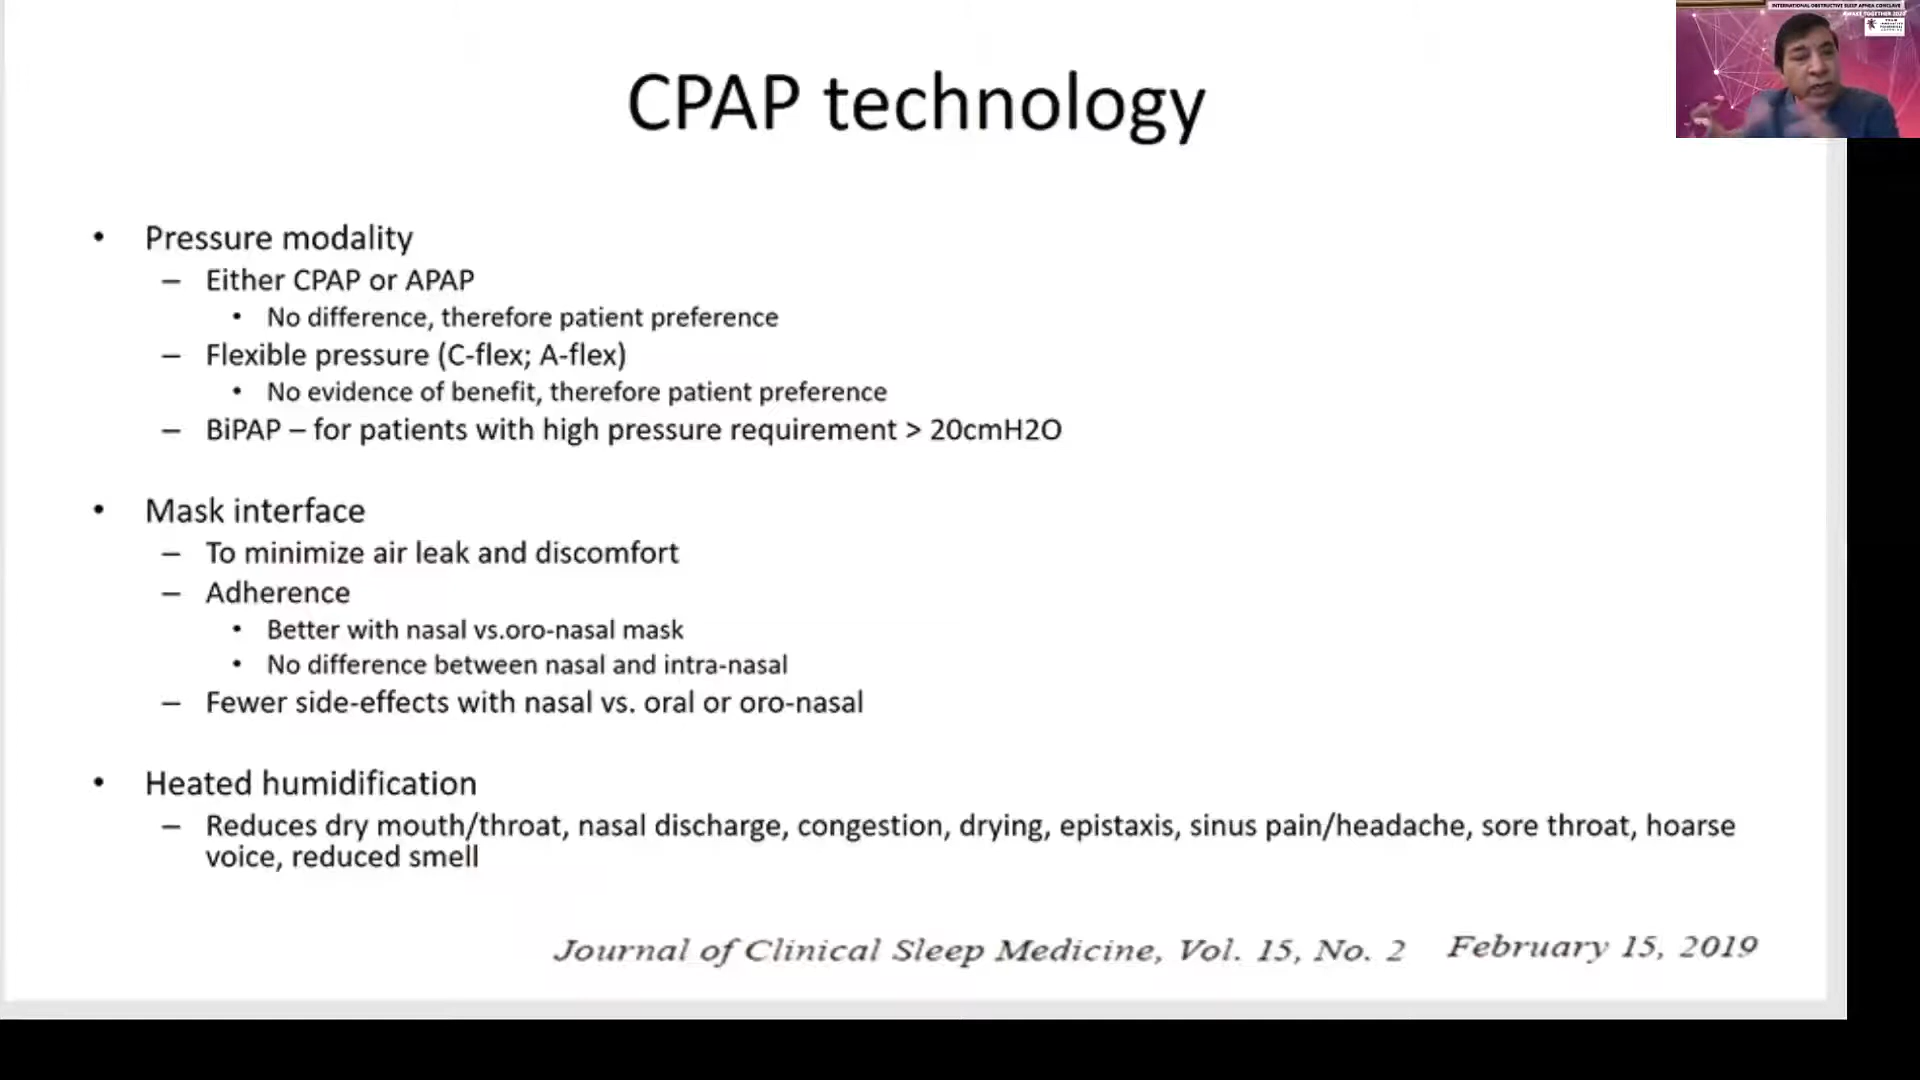 INTERNATIONAL OBSTRUCTIVE SLEEP APNEA CONCLAVE
CPAP technology
• Pressure modality
– Either CPAP or APAP
• No difference, therefore patient preference
– Flexible pressure (C-flex; A-flex)
• No evidence of benefit, therefore patient preference
– BiPAP – for patients with high pressure requirement > 20cmH2O
• Mask interface
– To minimize air leak and discomfort
– Adherence
• Better with nasal vs.oro-nasal mask
• No difference between nasal and intra-nasal
– Fewer side-effects with nasal vs. oral or oro-nasal
• Heated humidification
– Reduces dry mouth/throat, nasal discharge, congestion, drying, epistaxis, sinus pain/headache, sore throat, hoarse
voice, reduced smell
Journal of Clinical Sleep Medicine, Vol. 15, No. 2 February 15, 2019